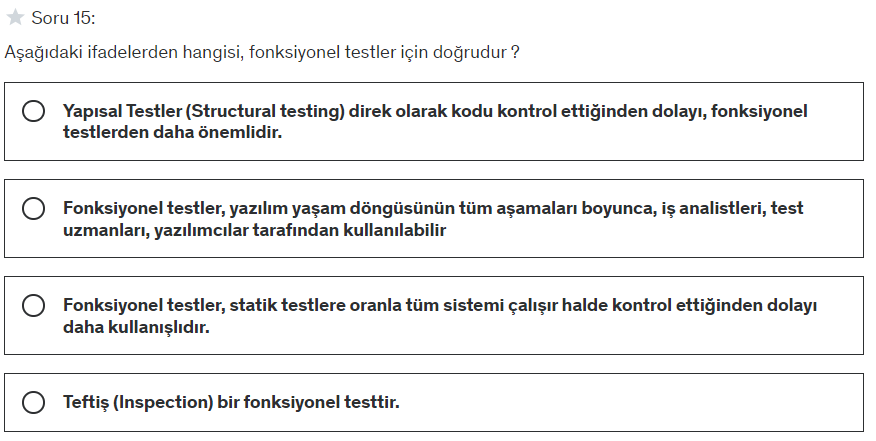 Soru 15:
Aşağıdaki ifadelerden hangisi, fonksiyonel testler için doğrudur ?
Yapısal Testler (Structural testing) direk olarak kodu kontrol ettiğinden dolayı, fonksiyonel
testlerden daha önemlidir.
Fonksiyonel testler, yazılım yaşam döngüsünün tüm aşamaları boyunca, iş analistleri, test
uzmanları, yazılımcılar tarafından kullanılabilir
Fonksiyonel testler, statik testlere oranla tüm sistemi çalışır halde kontrol ettiğinden dolayı
daha kullanışlıdır.
Teftiş (Inspection) bir fonksiyonel testtir.